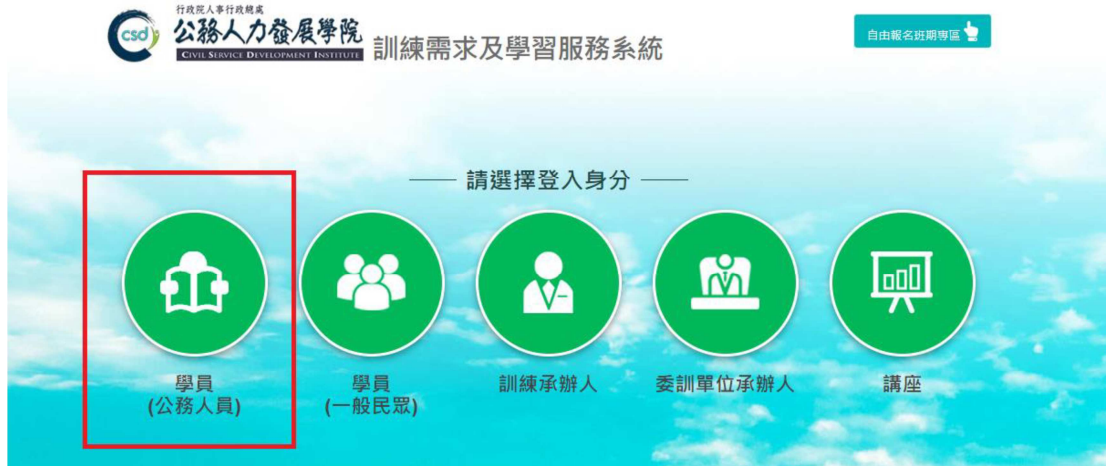 行政院人事行政總處
csdi
公務人力發展學院
CIVIL SERVICE DEVELOPMENT INSTITUTE
訓練需求及學習服務系統
自由報名班期專區
請選擇登入身分
學員
(公務人員)
學員
(一般民眾)
訓練承辦人
委訓單位承辦人
講座